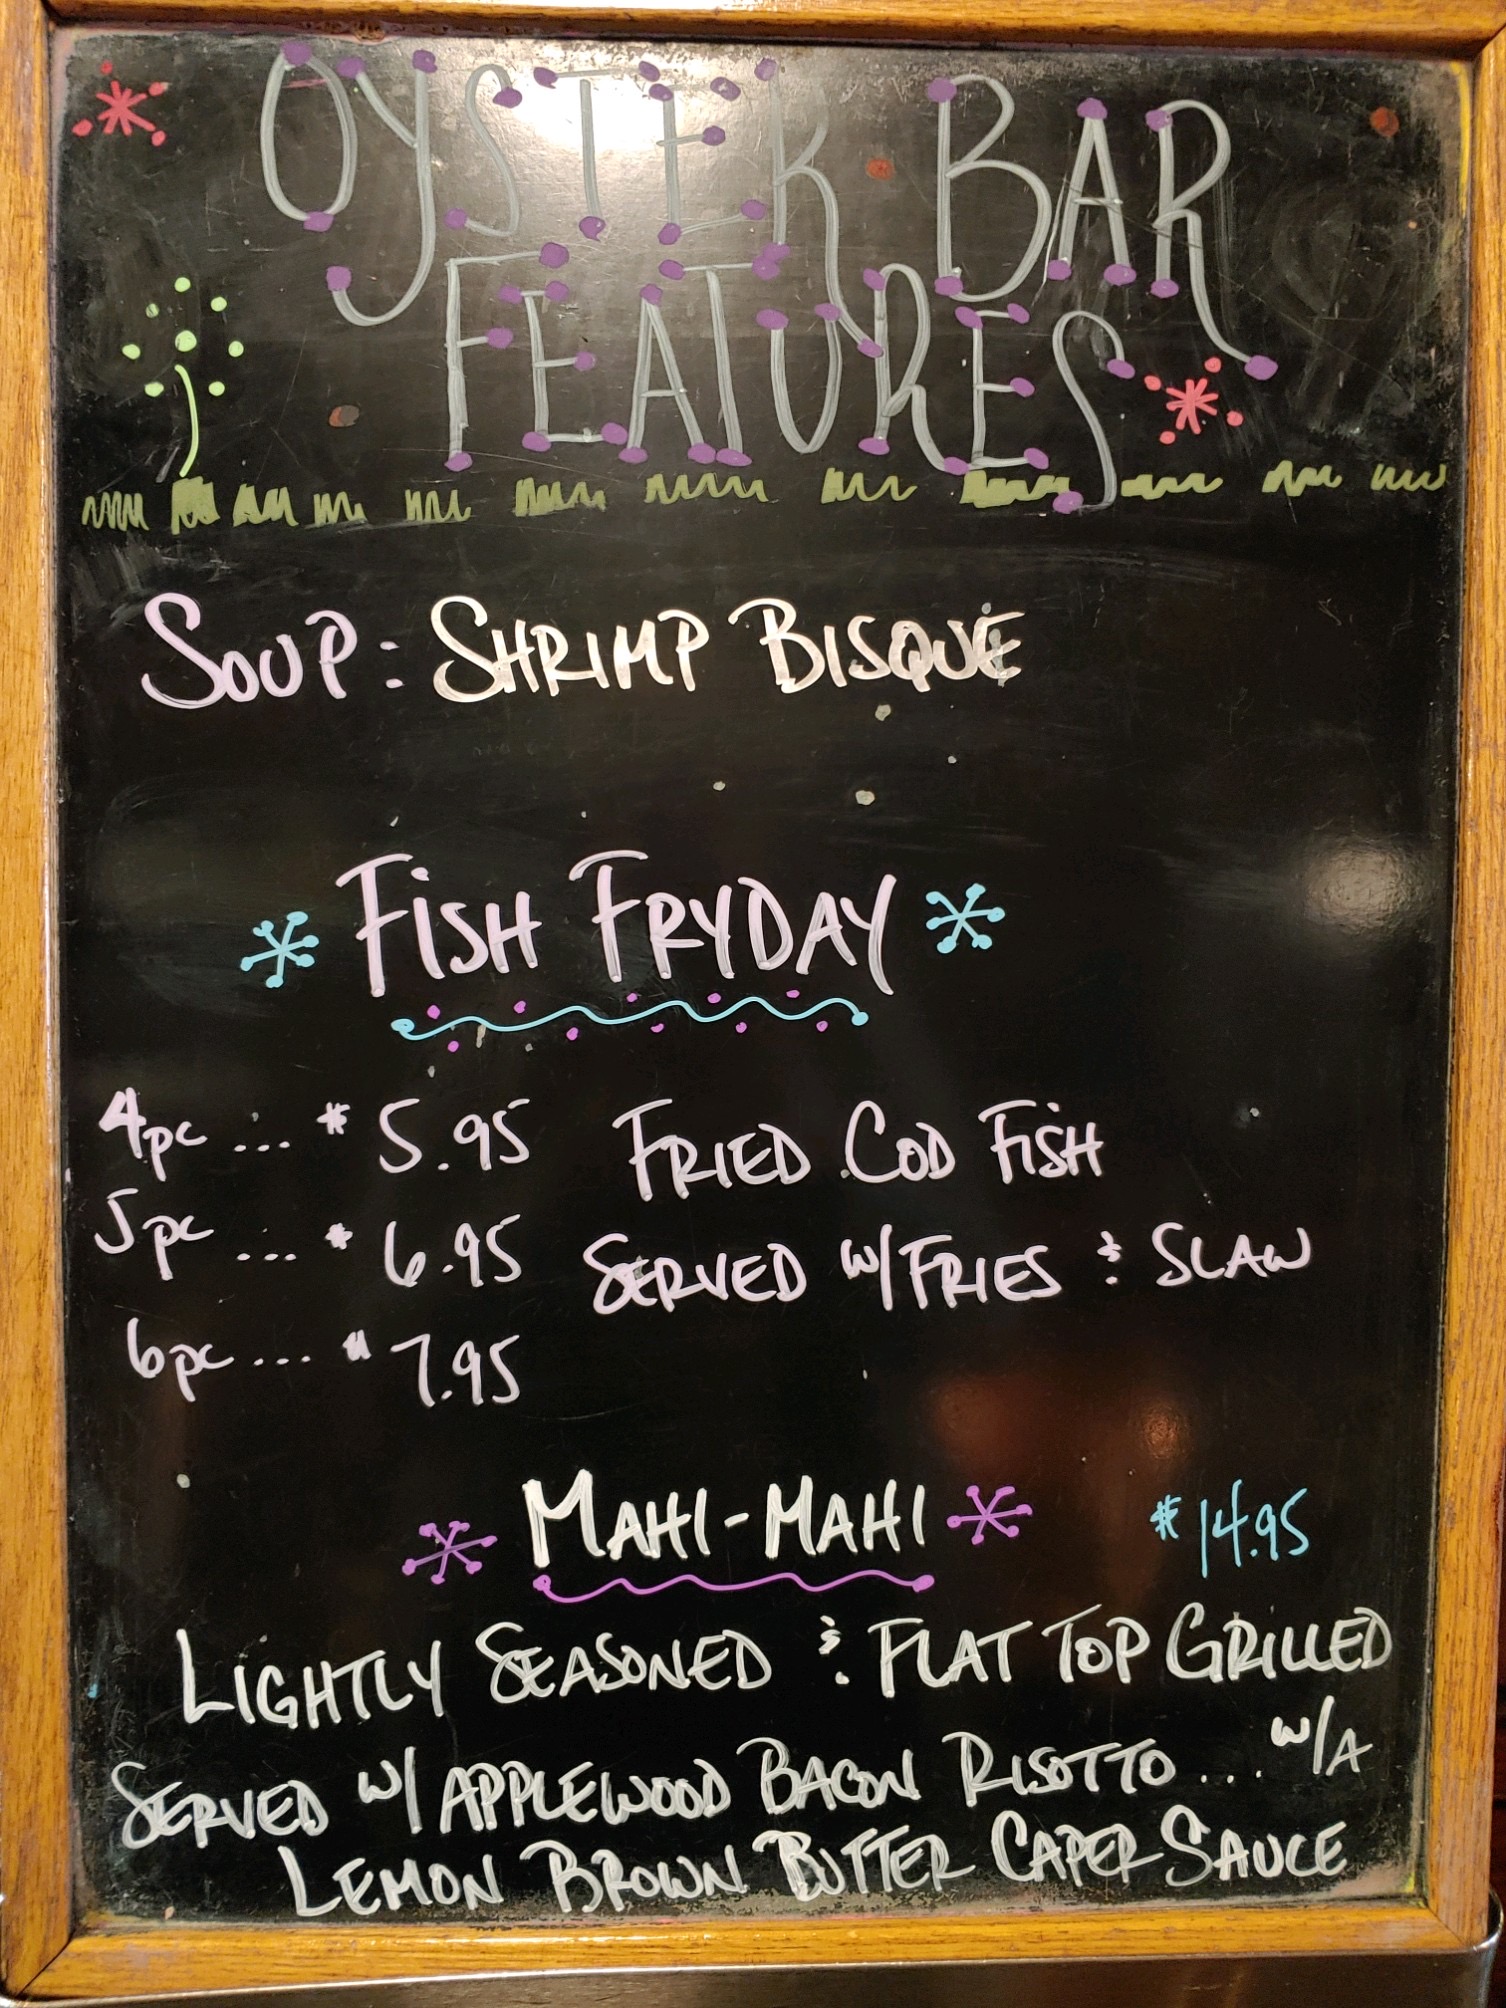 OYSTER BAR
FEATURES
SOUP: SHRIMP BISQUE
FISH FRYDAY
4pc ... $5.95 FRIED COD FISH
5pc ... $6.95 SERVED W/FRIES & SLAW
6pc ... $7.95
MAHI-MAHI $14.95
LIGHTLY SEASONED & FLAT TOP GRILLED
SERVED W/ APPLEWOOD BACON RISOTTO... W/A
LEMON BROWN BUTTER CAPER SAUCE